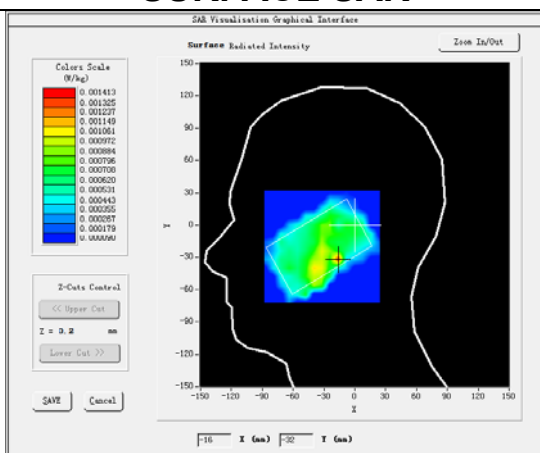 SAR Visualisation Graphical Interface
Surface Radiated Intensity
Zoom In/Out
Colors Scale
(W/kg)
0.001413
0.001325
0.001237
0.001149
0.001061
0.000972
0.000884
0.000796
0.000708
0.000620
0.000531
0.000443
0.000355
0.000267
0.000179
0.000090
150
120
90
60
30
0
-30
-60
-90
-120
-150
Y
-150 -120 -90 -60 -30 0 30 60 90 120 150
X
Z-Cuts Control
<< Upper Cut
Z = 3.2 mm
Lower Cut >>
SAVE Cancel
-16 X (mm) -32 Y (mm)